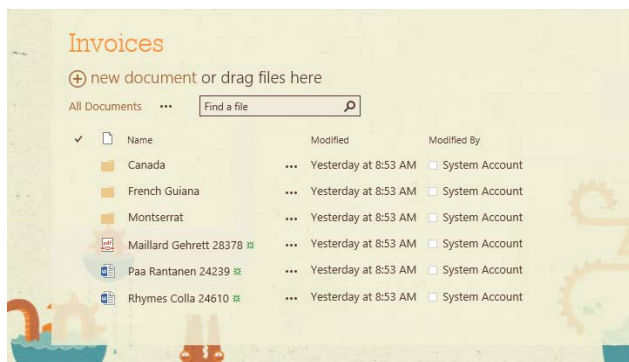 Invoices
new document or drag files here
All Documents ••• Find a file
Name Modified Modified By
Canada ••• Yesterday at 8:53 AM System Account
French Guiana ••• Yesterday at 8:53 AM System Account
Montserrat ••• Yesterday at 8:53 AM System Account
Maillard Gehrett 28378 ••• Yesterday at 8:53 AM System Account
Paa Rantanen 24239 ••• Yesterday at 8:53 AM System Account
Rhymes Colla 24610 ••• Yesterday at 8:53 AM System Account